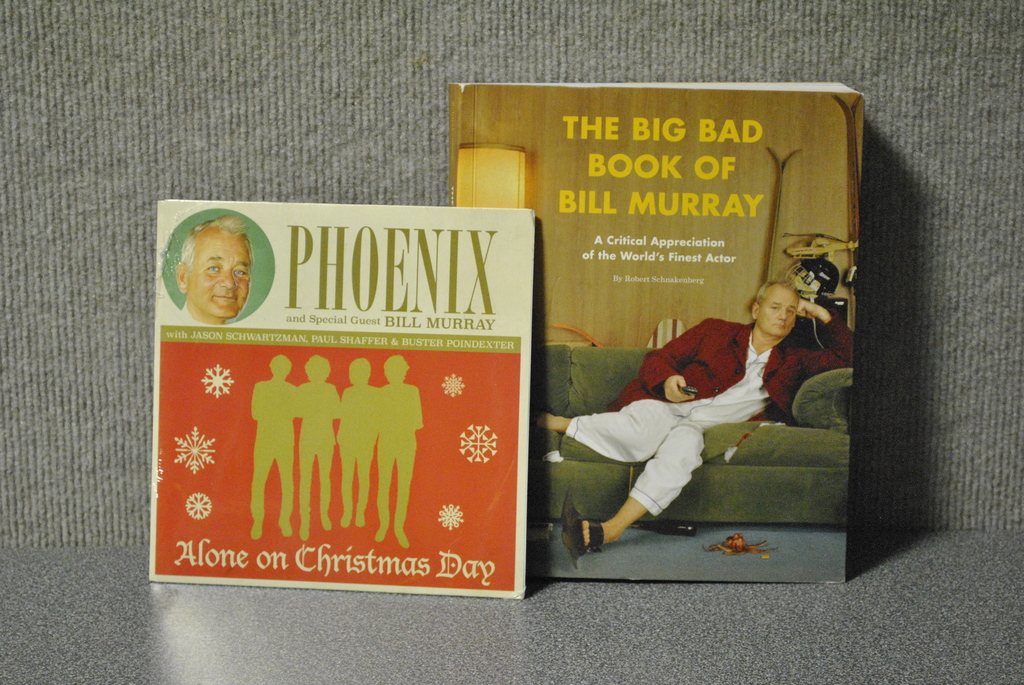 PHOENIX
and Special Guest BILL MURRAY
with JASON SCHWARTZMAN, PAUL SHAFFER & BUSTER POINDEXTER
Alone on Christmas Day
THE BIG BAD
BOOK OF
BILL MURRAY
A Critical Appreciation
of the World's Finest Actor
By Robert Schnakenberg